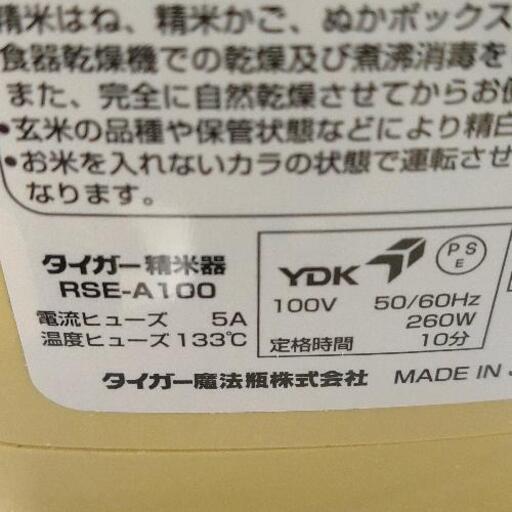 精米はね、精米かご、ぬかボックス
食器乾燥機での乾燥及び煮沸消毒を
また、完全に自然乾燥させてからお使
•玄米の品種や保管状態などにより精白
•お米を入れないカラの状態で運転させ
なります。
タイガー精米器
RSE-A100
電流ヒューズ 5A
温度ヒューズ 133℃
YDK
PSE
100V 50/60Hz
260W
定格時間 10分
タイガー魔法瓶株式会社 MADE IN